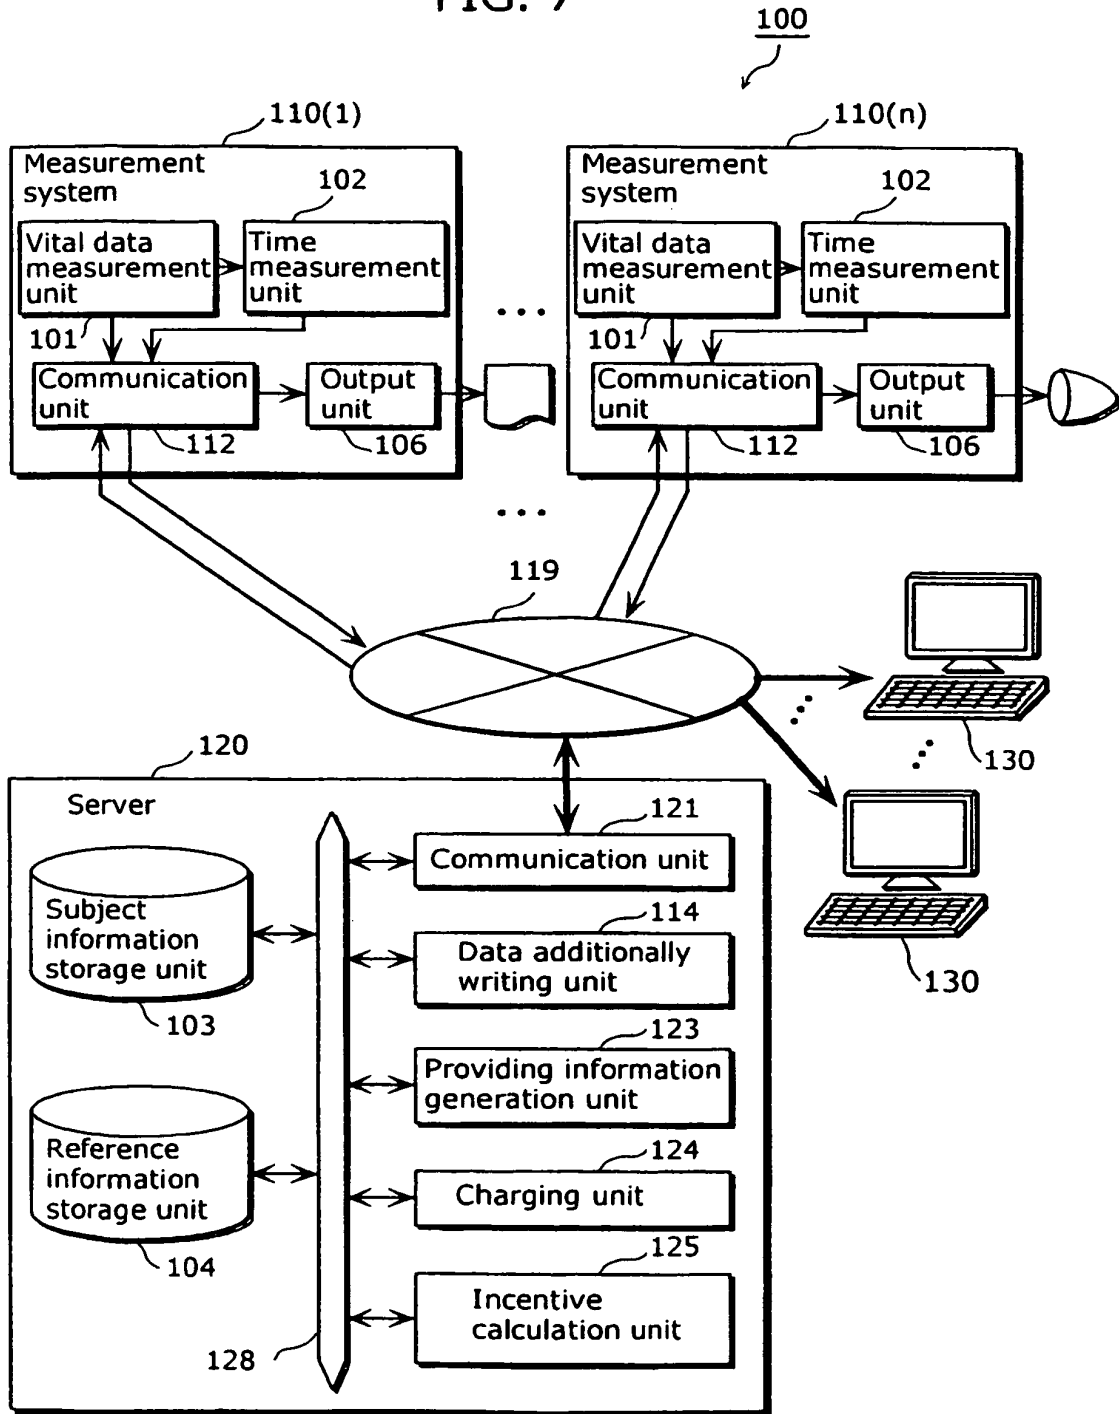 FIG. 7
100
110(1)
110(n)
Measurement
system
102
Vital data
measurement
unit
Time
measurement
unit
101
Communication
unit
Output
unit
112
106
Measurement
system
102
Vital data
measurement
unit
Time
measurement
unit
101
Communication
unit
Output
unit
112
106
119
130
130
120
Server
121
Communication unit
Subject
information
storage unit
103
114
Data additionally
writing unit
123
Providing information
generation unit
Reference
information
storage unit
104
124
Charging unit
125
Incentive
calculation unit
128